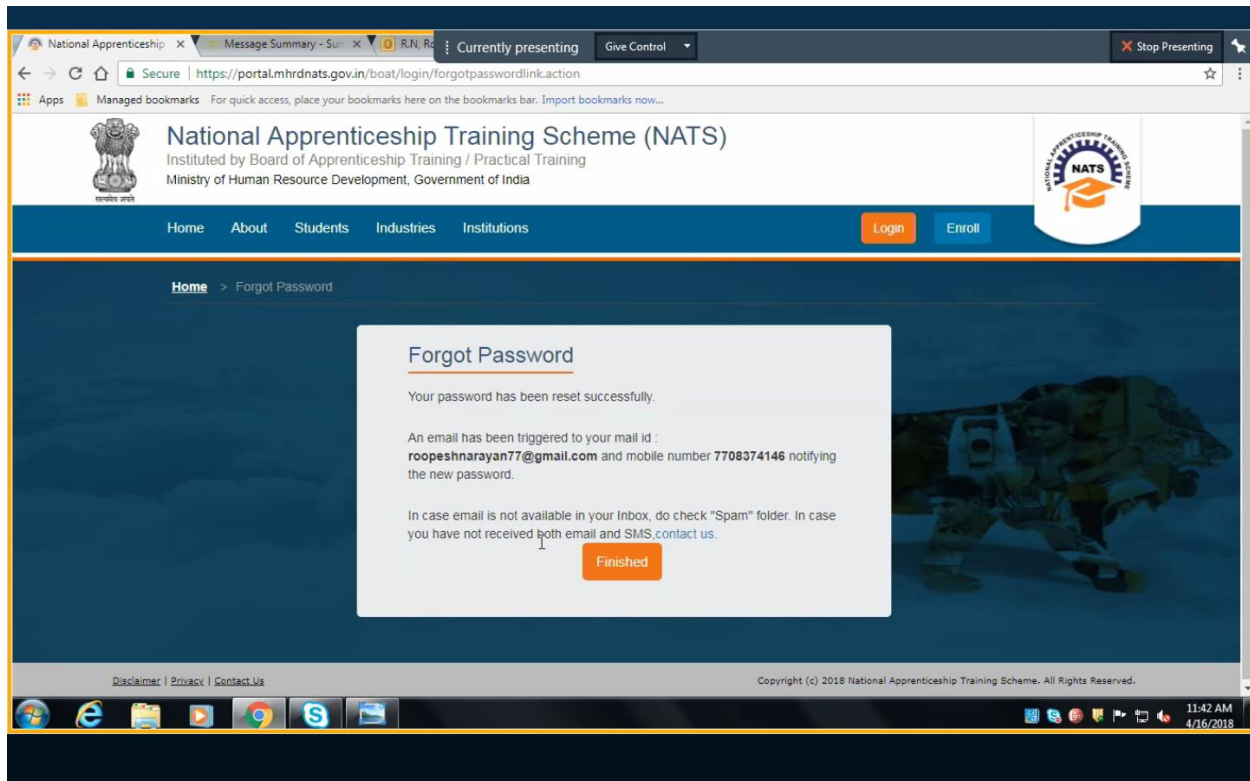 National Apprenticeship
Message Summary - Sun
R.N, Ro
Currently presenting
Give Control
Stop Presenting
Secure
https://portal.mhrdnats.gov.in/boat/login/forgotpasswordlink.action
Apps
Managed bookmarks
For quick access, place your bookmarks here on the bookmarks bar. Import bookmarks now...
National Apprenticeship Training Scheme (NATS)
Instituted by Board of Apprenticeship Training / Practical Training
Ministry of Human Resource Development, Government of India
सत्यमेव जयते
NATIONAL APPRENTICESHIP TRAINING SCHEME
NATS
Home
About
Students
Industries
Institutions
Login
Enroll
Home > Forgot Password
Forgot Password
Your password has been reset successfully.
An email has been triggered to your mail id :
roopeshnarayan77@gmail.com and mobile number 7708374146 notifying
the new password.
In case email is not available in your Inbox, do check "Spam" folder. In case
you have not received both email and SMS,contact us.
Finished
Disclaimer | Privacy | Contact Us
Copyright (c) 2018 National Apprenticeship Training Scheme. All Rights Reserved.
11:42 AM
4/16/2018